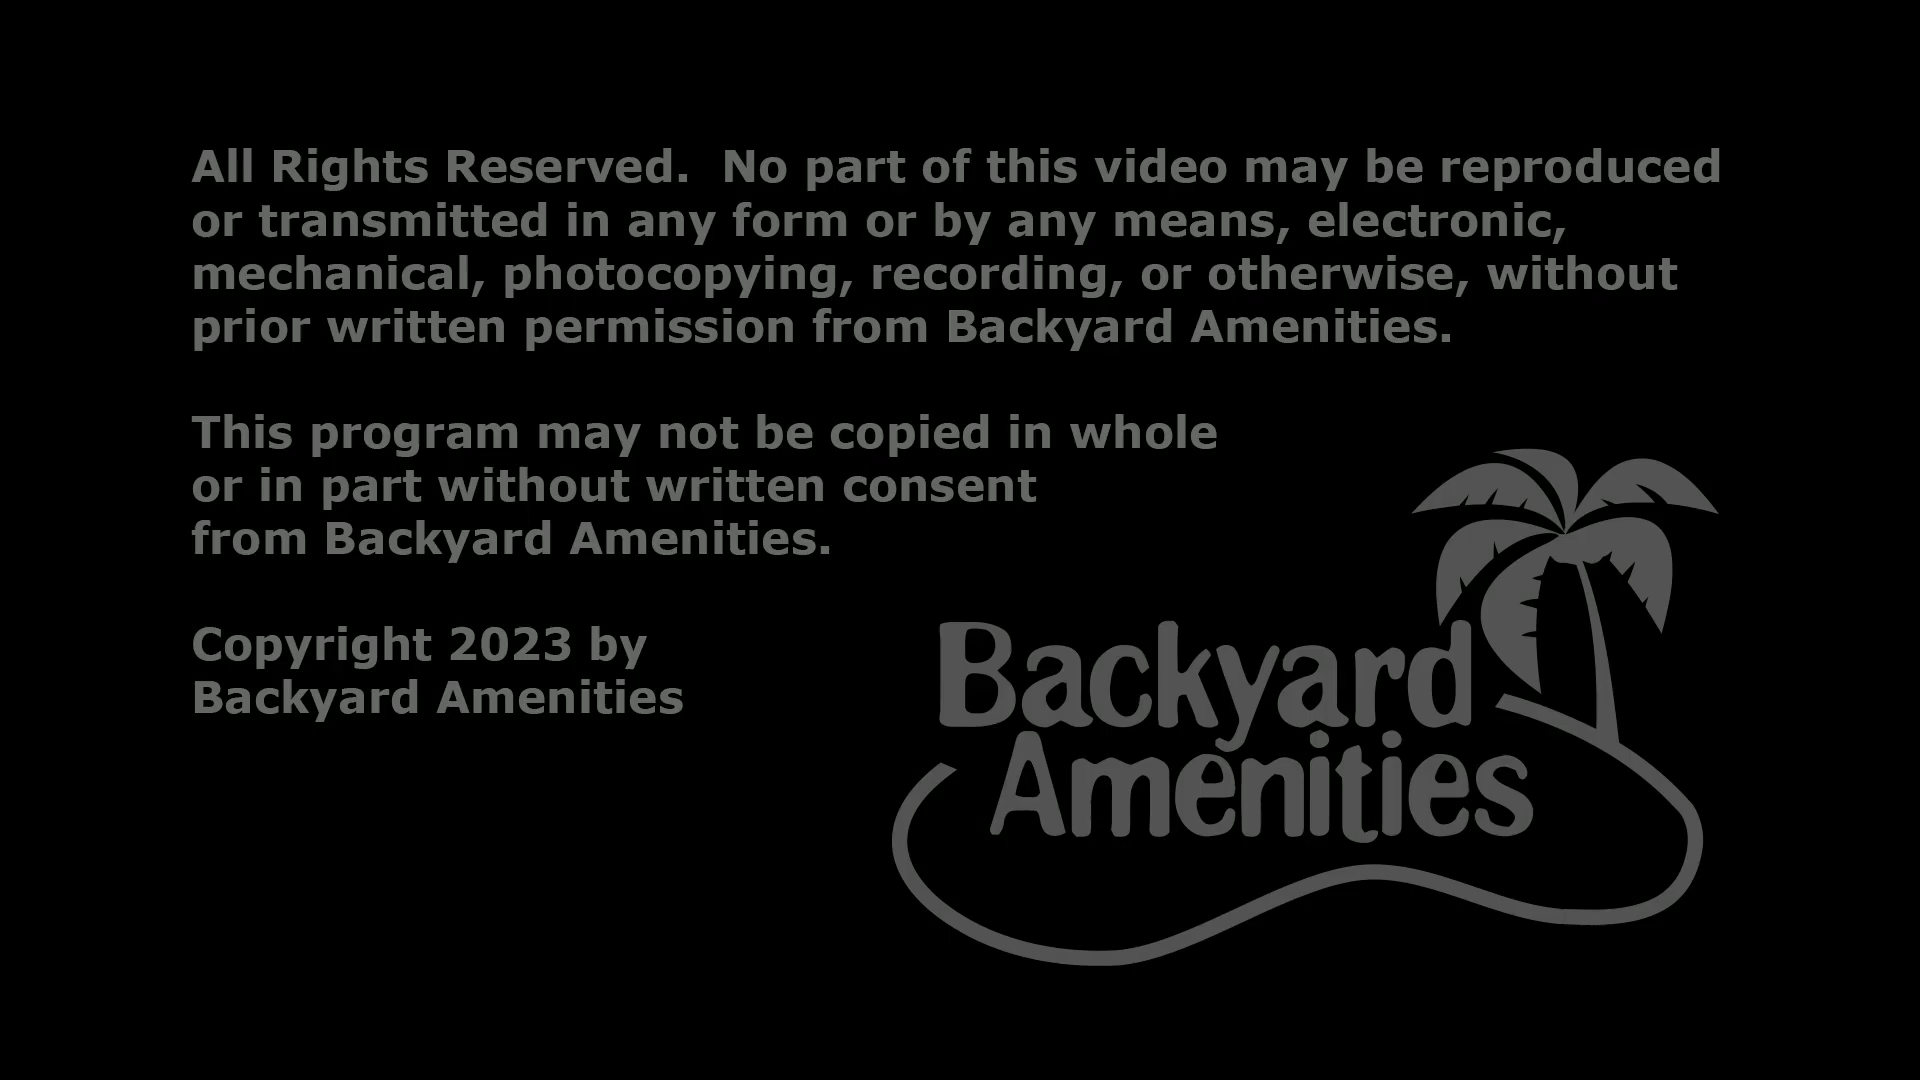 All Rights Reserved.  No part of this video may be reproduced
or transmitted in any form or by any means, electronic,
mechanical, photocopying, recording, or otherwise, without
prior written permission from Backyard Amenities.
This program may not be copied in whole
or in part without written consent
from Backyard Amenities.
Copyright 2023 by
Backyard Amenities
Backyard
Amenities